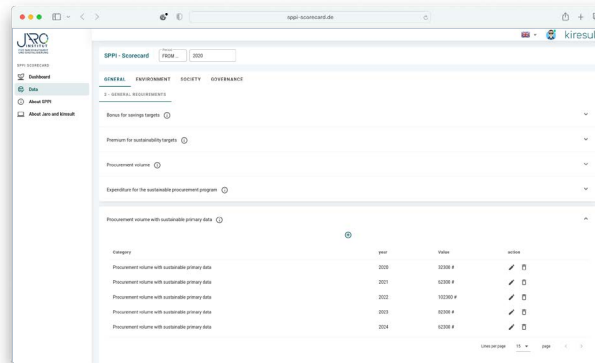 sppi-scorecard.de
JARO
INSTITUT
kiresult
SPPI SCORECARD
Dashboard
Data
About SPPI
About Jaro and kiresult
SPPI - Scorecard
FROM ...
2020
GENERAL ENVIRONMENT SOCIETY GOVERNANCE
GENERAL REQUIREMENTS
Bonus for savings targets
Premium for sustainability targets
Procurement volume
Expenditure for the sustainable procurement program
Procurement volume with sustainable primary data
Category year Value action
Procurement volume with sustainable primary data 2020 32300 #
Procurement volume with sustainable primary data 2021 62300 #
Procurement volume with sustainable primary data 2022 102300 #
Procurement volume with sustainable primary data 2023 82300 #
Procurement volume with sustainable primary data 2024 62300 #
Lines per page 15 page